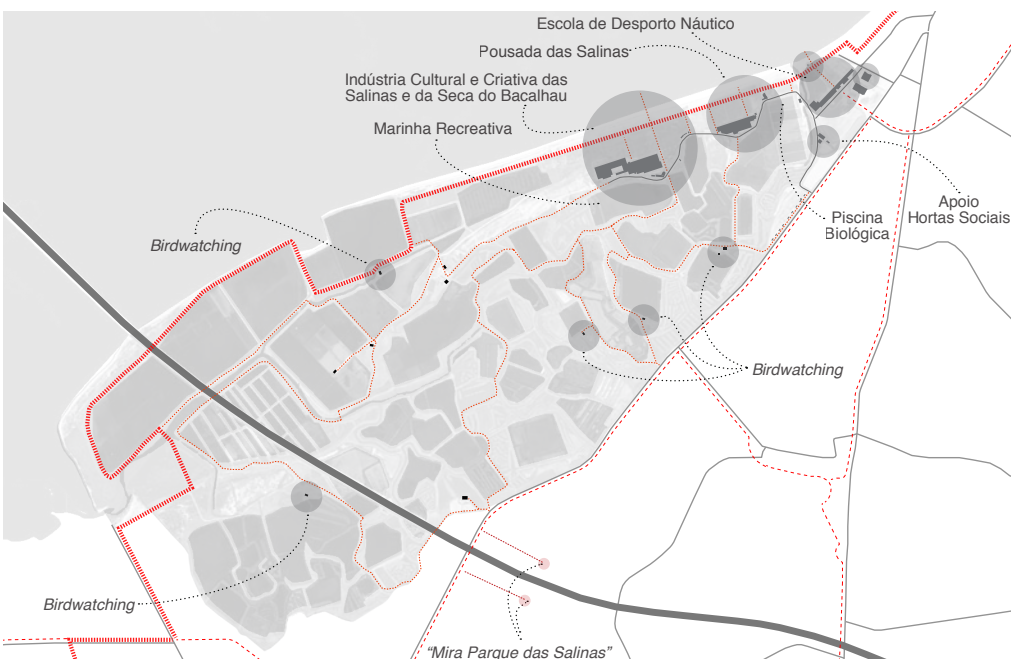 Escola de Desporto Náutico
Pousada das Salinas
Indústria Cultural e Criativa das
Salinas e da Seca do Bacalhau
Marinha Recreativa
Birdwatching
Apoio
Hortas Sociais
Piscina
Biológica
Birdwatching
Birdwatching
"Mira Parque das Salinas"